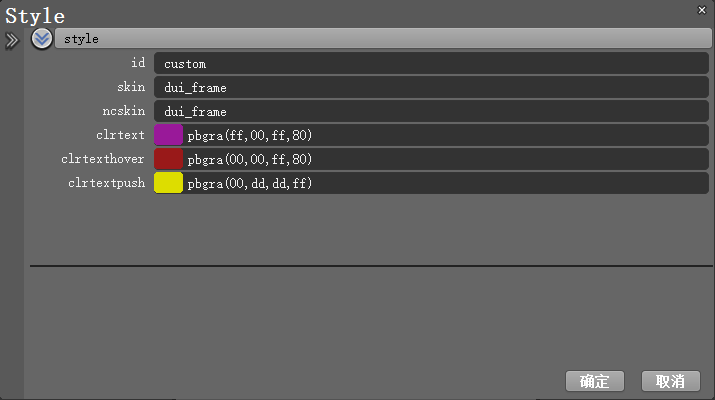 Style
style
id custom
skin dui_frame
ncskin dui_frame
clrtext pbgra(ff,00,ff,80)
clrtexthover pbgra(00,00,ff,80)
clrtextpush pbgra(00,dd,dd,ff)
确定 取消